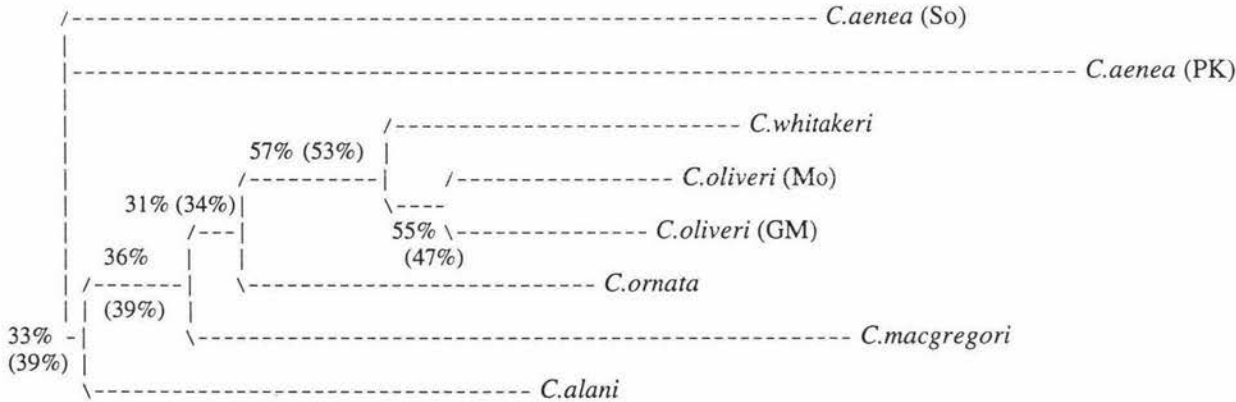 C.aenea (So)
C.aenea (PK)
C.whitakeri
57% (53%)
C.oliveri (Mo)
31% (34%)
55% C.oliveri (GM)
36% (47%)
C.ornata
(39%)
33% C.macgregori
(39%)
C.alani